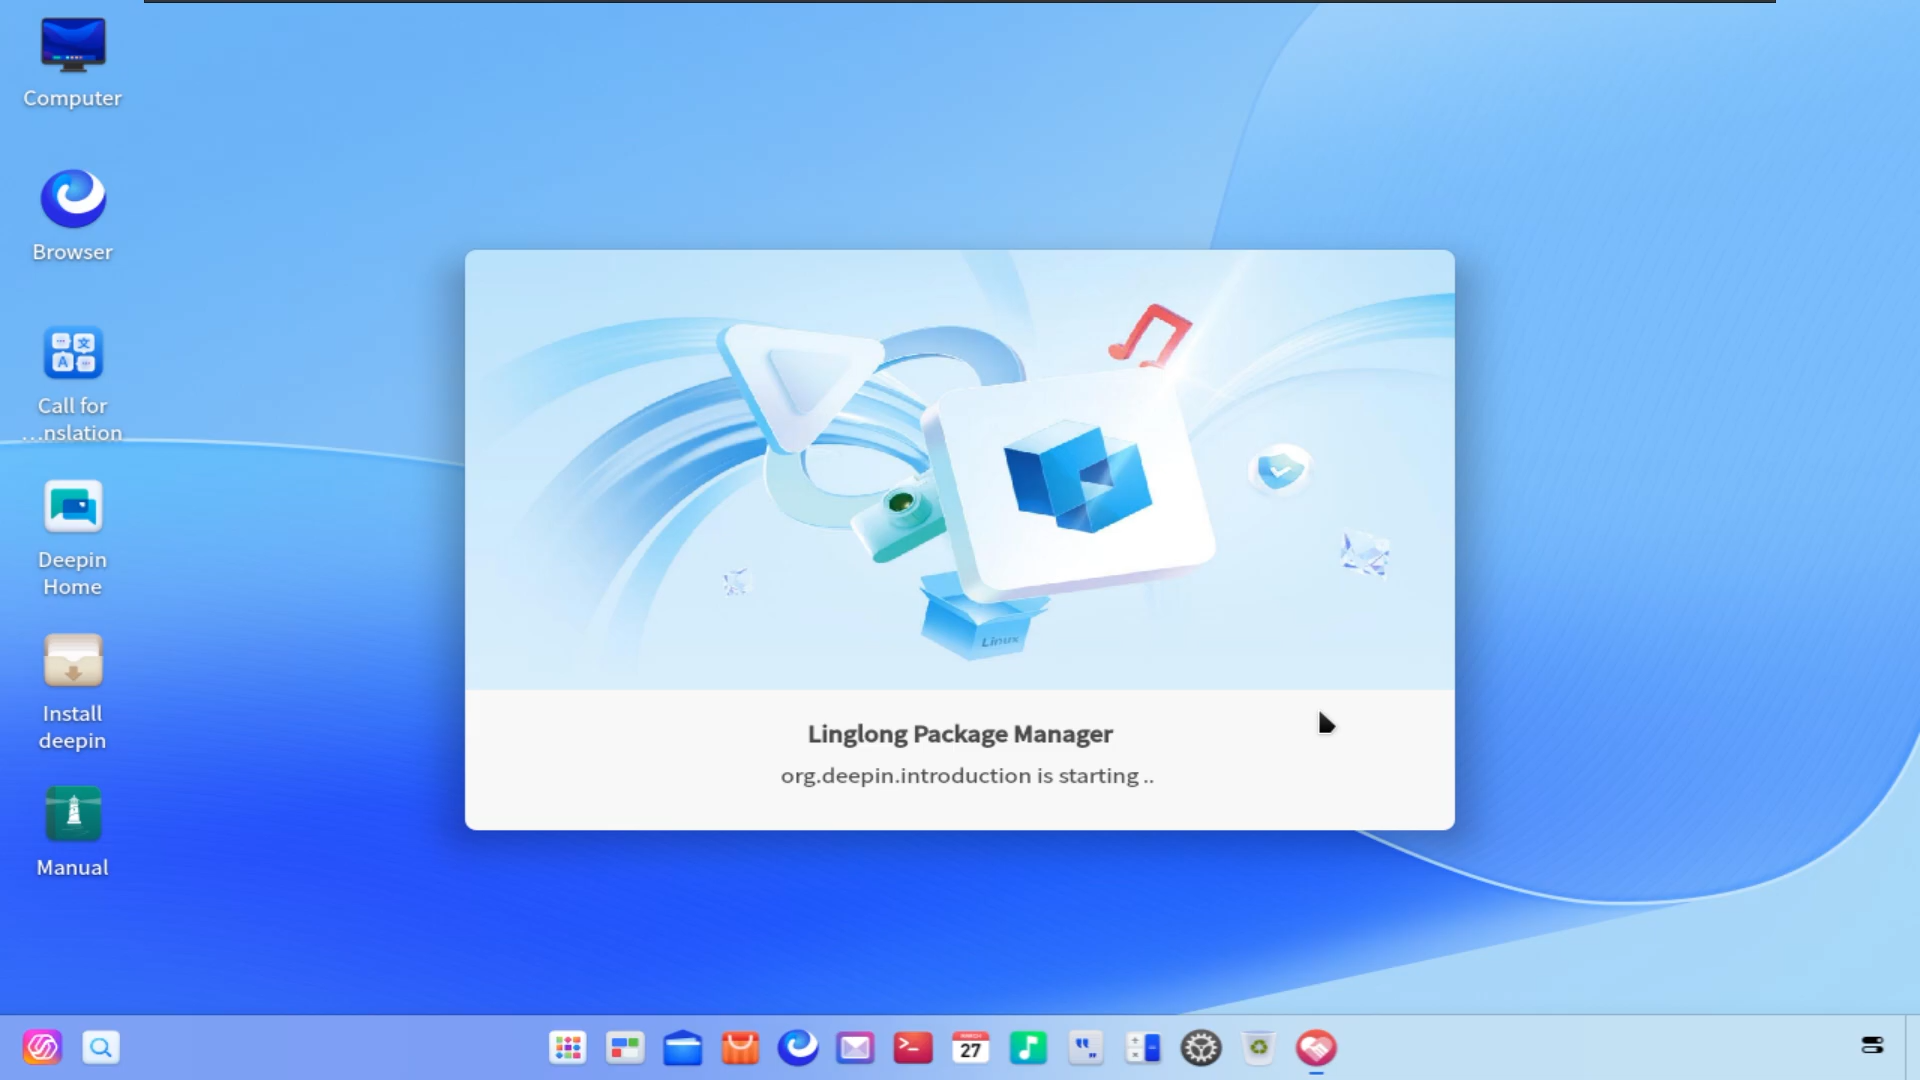 Computer
Browser
Call for
...nslation
Deepin
Home
Install
deepin
Manual
Linux
Linglong Package Manager
org.deepin.introduction is starting ..
27